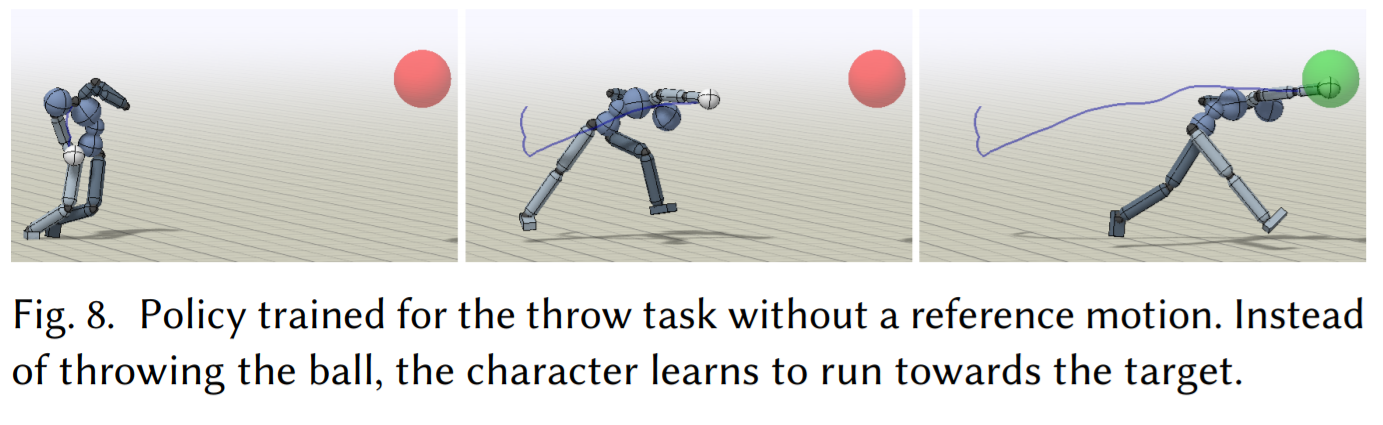 Fig. 8. Policy trained for the throw task without a reference motion. Instead
of throwing the ball, the character learns to run towards the target.